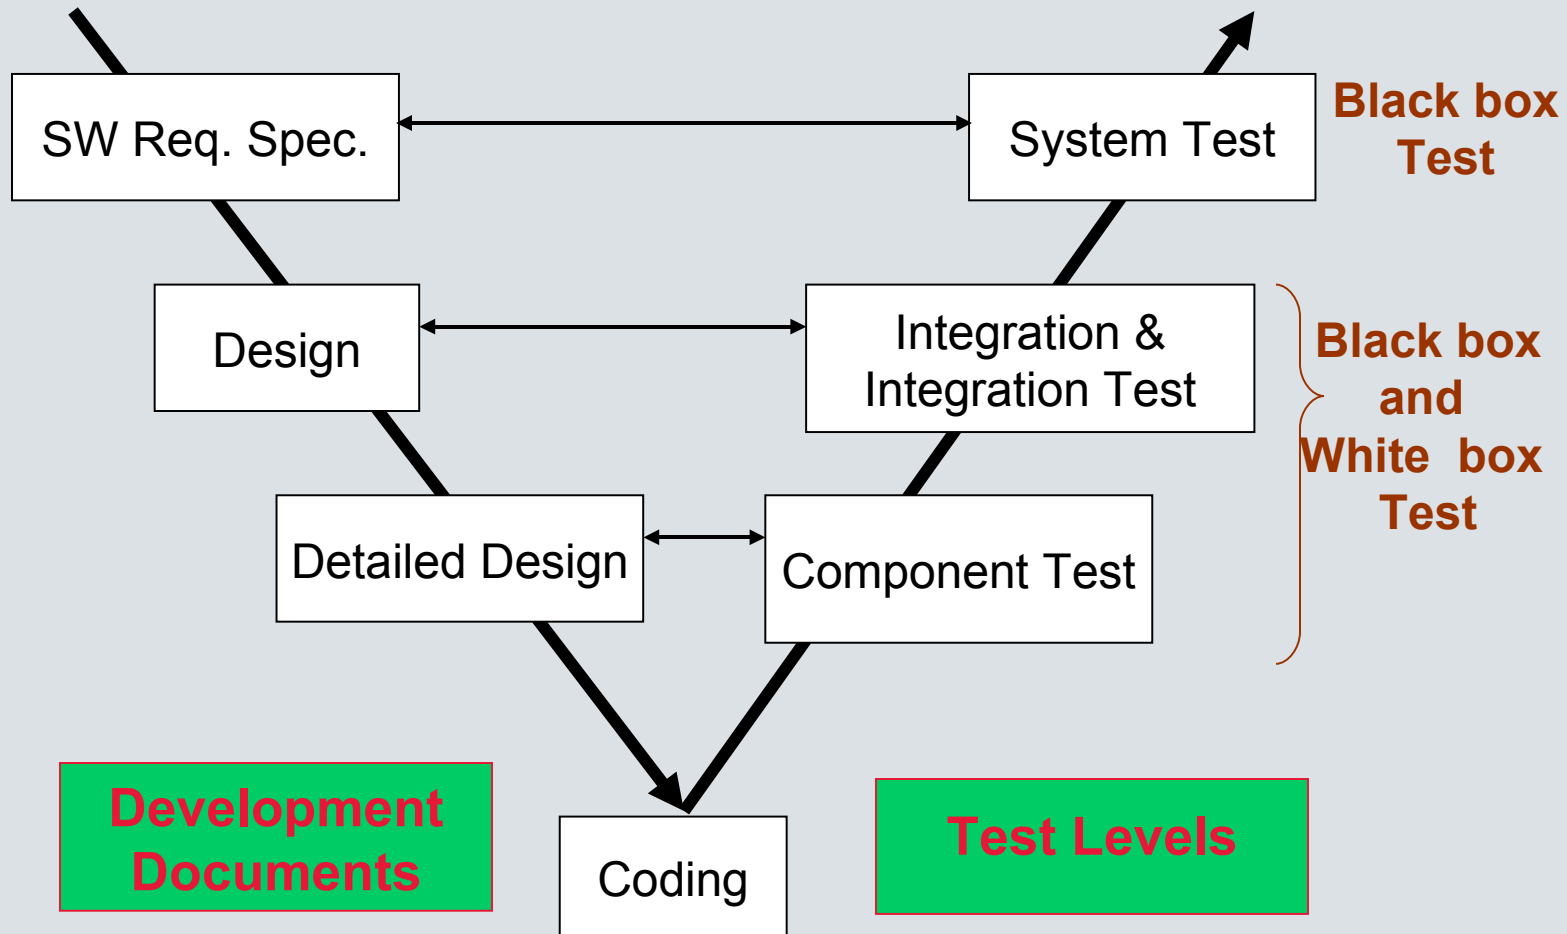 SW Req. Spec.
System Test
Black box
Test
Design
Integration &
Integration Test
Black box
and
White box
Test
Detailed Design
Component Test
Development
Documents
Test Levels
Coding